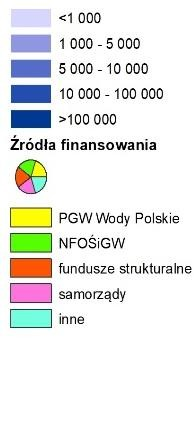 <1 000
1 000 - 5 000
5 000 - 10 000
10 000 - 100 000
>100 000
Źródła finansowania
PGW Wody Polskie
NFOŚiGW
fundusze strukturalne
samorządy
inne